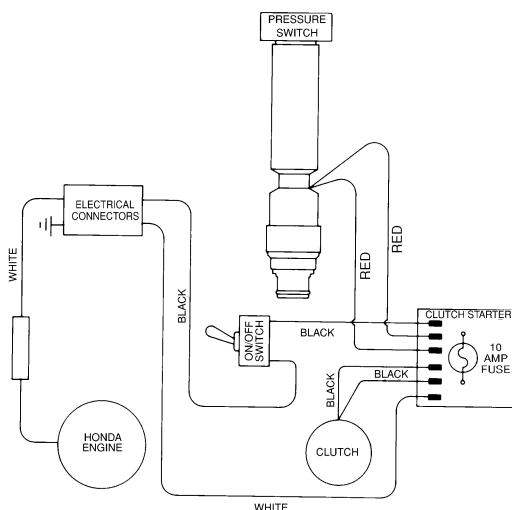 PRESSURE
SWITCH
ELECTRICAL
CONNECTORS
WHITE
BLACK
RED
RED
ON/OFF
SWITCH
BLACK
CLUTCH STARTER
10
AMP
FUSE
BLACK
BLACK
HONDA
ENGINE
CLUTCH
WHITE